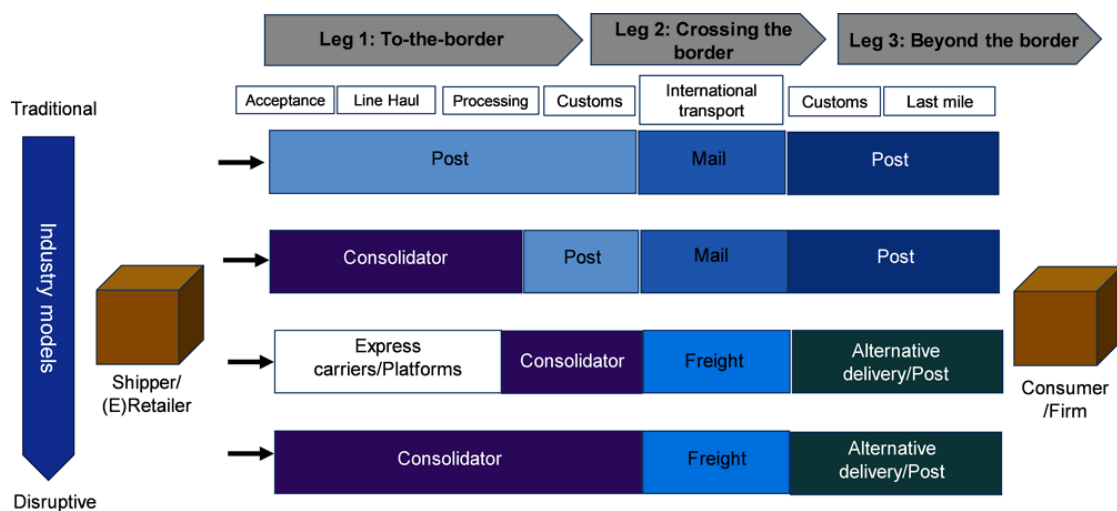 Leg 1: To-the-border
Leg 2: Crossing the
border
Leg 3: Beyond the border
Traditional
Acceptance
Line Haul
Processing
Customs
International
transport
Customs
Last mile
Post
Mail
Post
Industry models
Consolidator
Post
Mail
Post
Shipper/
(E)Retailer
Express
carriers/Platforms
Consolidator
Freight
Alternative
delivery/Post
Consumer
/Firm
Consolidator
Freight
Alternative
delivery/Post
Disruptive